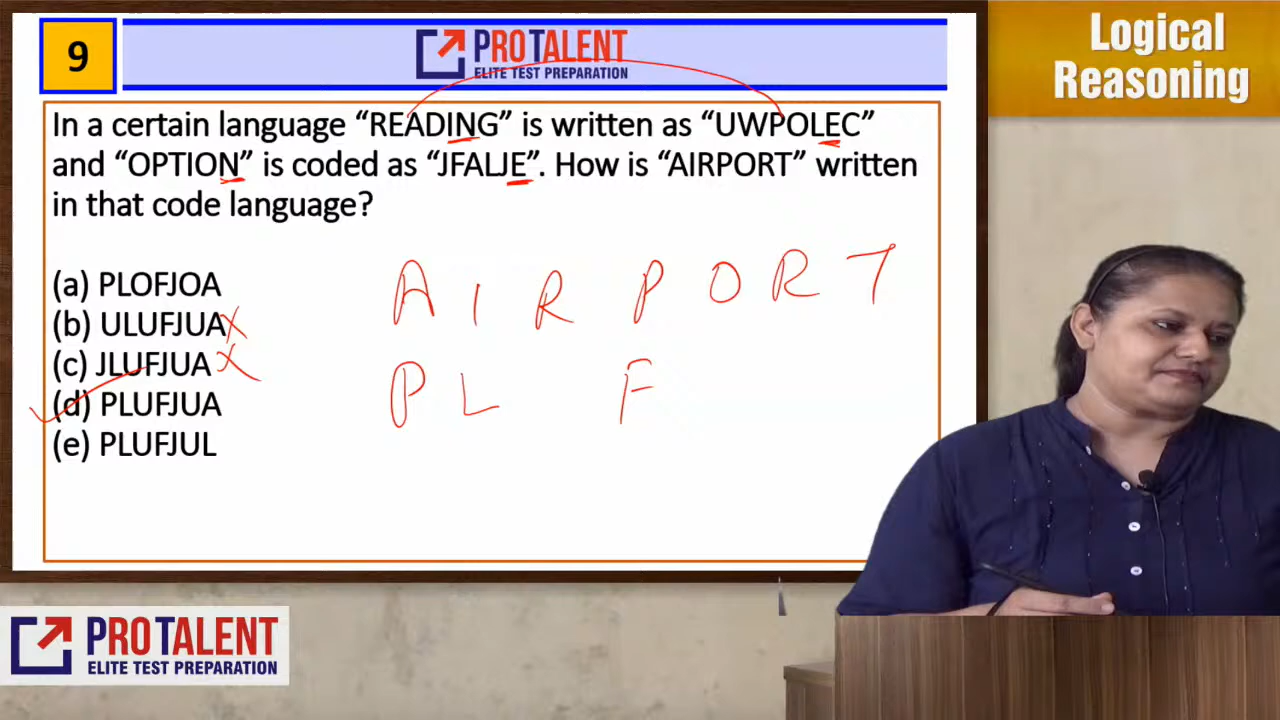 9
PROTALENT
ELITE TEST PREPARATION
Logical
Reasoning
In a certain language “READING” is written as “UWPOLEC”
and “OPTION” is coded as “JFALJE”. How is “AIRPORT” written
in that code language?
(a) PLOFJOA
(b) ULUFJUA X
(c) JLUFJUA X
(d) PLUFJUA
(e) PLUFJUL
A I R P O R T
P L F
PROTALENT
ELITE TEST PREPARATION